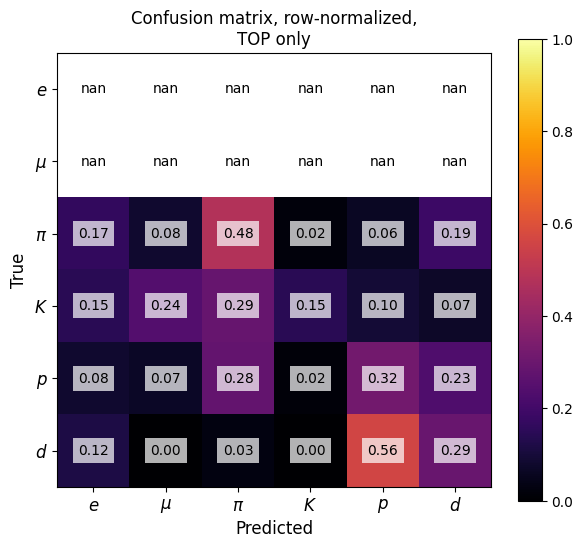 Confusion matrix, row-normalized,
TOP only
1.0
e nan nan nan nan nan nan
μ nan nan nan nan nan nan
0.8
π 0.17 0.08 0.48 0.02 0.06 0.19
0.6
K 0.15 0.24 0.29 0.15 0.10 0.07
0.4
p 0.08 0.07 0.28 0.02 0.32 0.23
0.2
d 0.12 0.00 0.03 0.00 0.56 0.29
0.0
e μ π K p d
Predicted
True